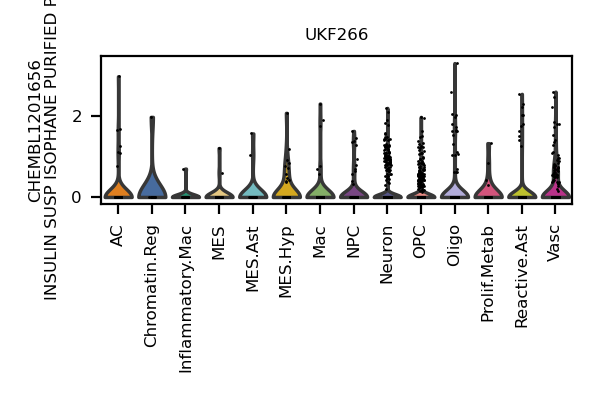 UKF266
CHEMBL1201656
INSULIN SUSP ISOPHANE PURIFIED
2
0
AC
Chromatin.Reg
Inflammatory.Mac
MES
MES.Ast
MES.Hyp
Mac
NPC
Neuron
OPC
Oligo
Prolif.Metab
Reactive.Ast
Vasc